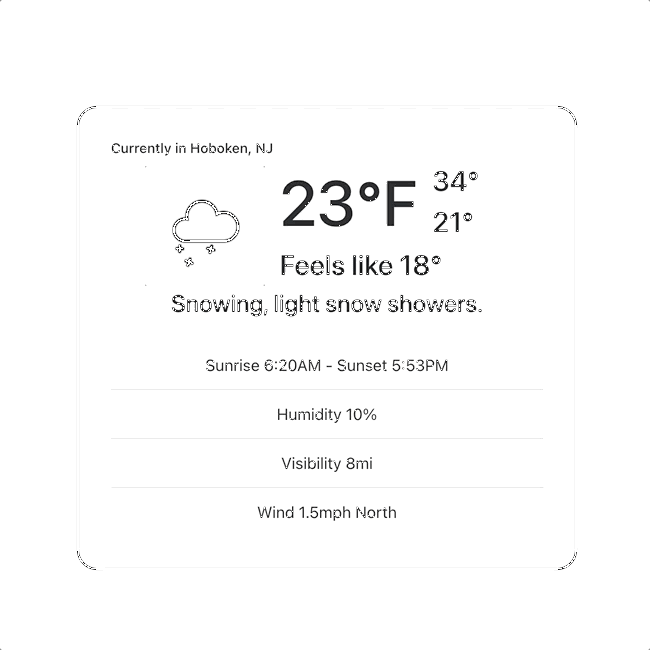 Currently in Hoboken, NJ
23°F
34°
21°
Feels like 18°
Snowing, light snow showers.
Sunrise 6:20AM - Sunset 5:53PM
Humidity 10%
Visibility 8mi
Wind 1.5mph North